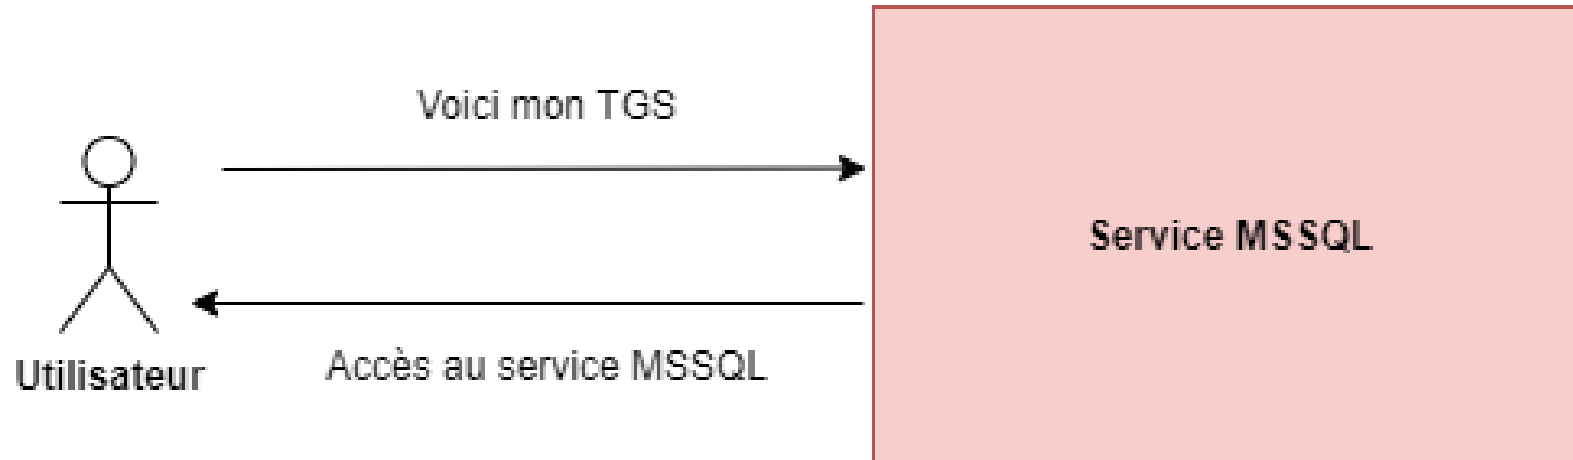 Voici mon TGS
Service MSSQL
Accès au service MSSQL
Utilisateur